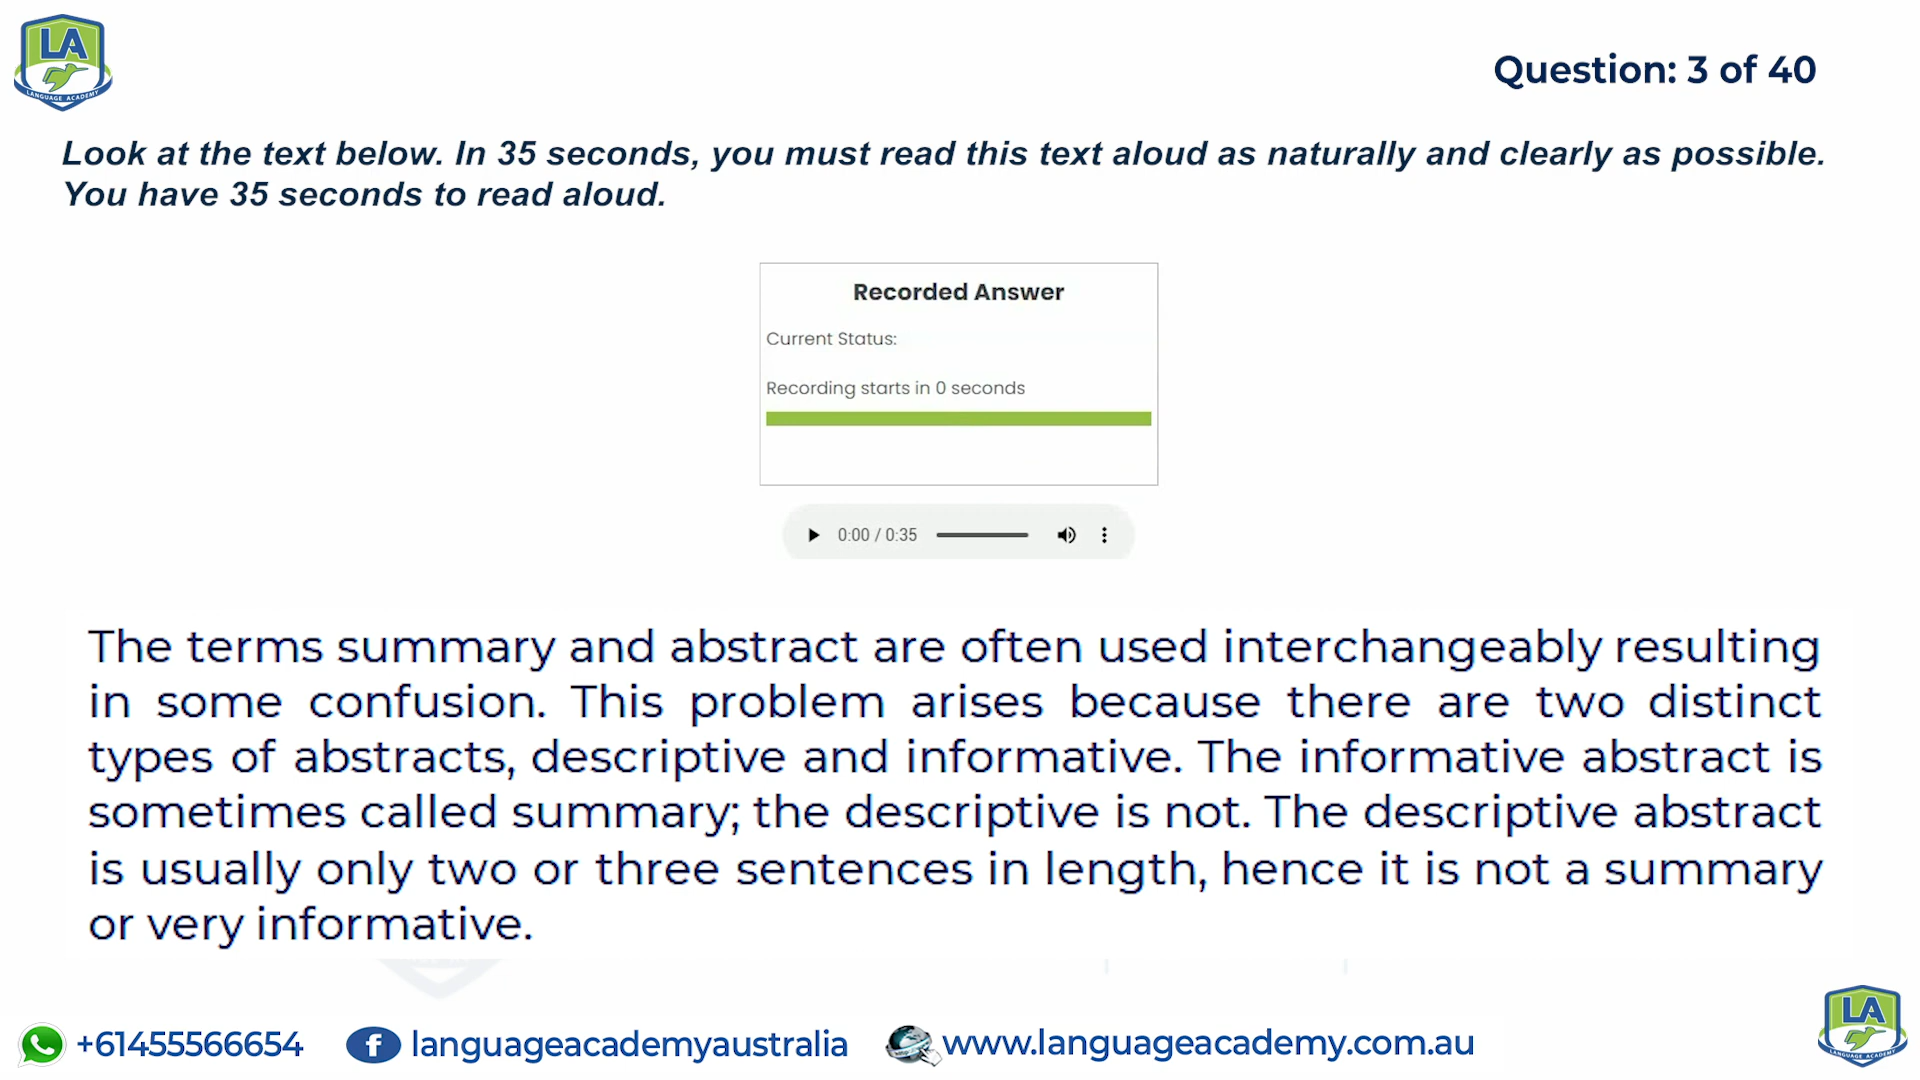 LA
LANGUAGE ACADEMY
Question: 3 of 40
Look at the text below. In 35 seconds, you must read this text aloud as naturally and clearly as possible.
You have 35 seconds to read aloud.
Recorded Answer
Current Status:
Recording starts in 0 seconds
0:00 / 0:35
The terms summary and abstract are often used interchangeably resulting
in some confusion. This problem arises because there are two distinct
types of abstracts, descriptive and informative. The informative abstract is
sometimes called summary; the descriptive is not. The descriptive abstract
is usually only two or three sentences in length, hence it is not a summary
or very informative.
+61455566654
f languageacademyaustralia
www.languageacademy.com.au
LA
LANGUAGE ACADEMY